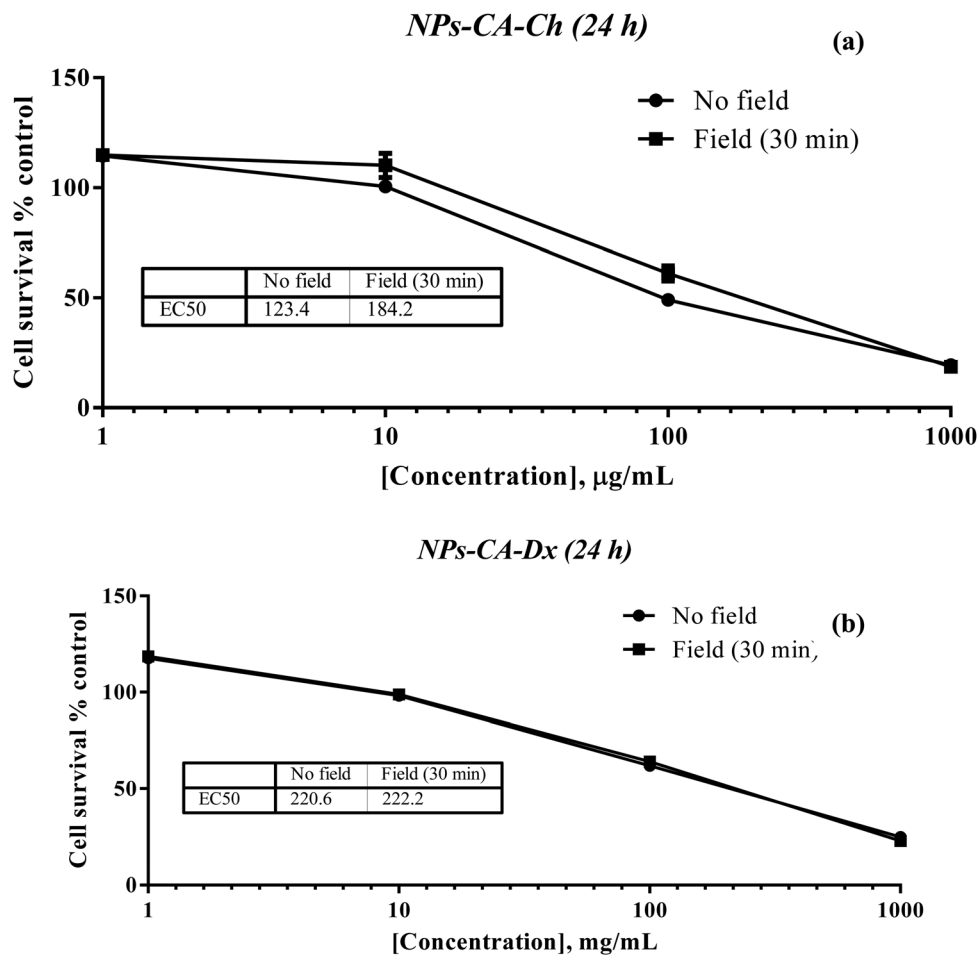 NPs-CA-Ch (24 h)
(a)
No field
Field (30 min)
Cell survival % control
150
100
50
0
No field Field (30 min)
EC50 123.4 184.2
1 10 100 1000
[Concentration], μg/mL
NPs-CA-Dx (24 h)
(b)
No field
Field (30 min)
Cell survival % control
150
100
50
0
No field Field (30 min)
EC50 220.6 222.2
1 10 100 1000
[Concentration], mg/mL